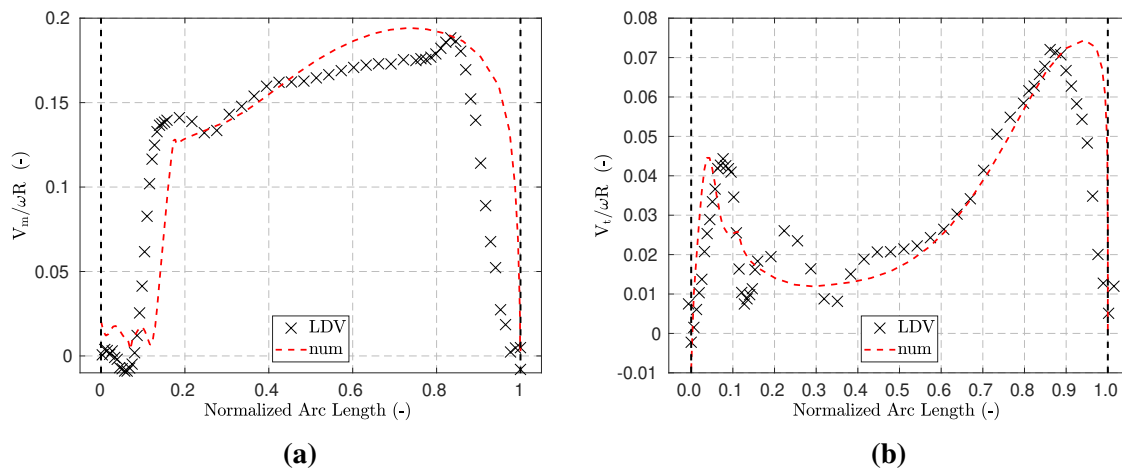 0.2
0.15
0.1
0.05
0
V_m/ωR (-)
0 0.2 0.4 0.6 0.8 1
Normalized Arc Length (-)
LDV
num
(a)
0.08
0.07
0.06
0.05
0.04
0.03
0.02
0.01
0
-0.01
V_t/ωR (-)
0.0 0.1 0.2 0.3 0.4 0.5 0.6 0.7 0.8 0.9 1.0
Normalized Arc Length (-)
LDV
num
(b)